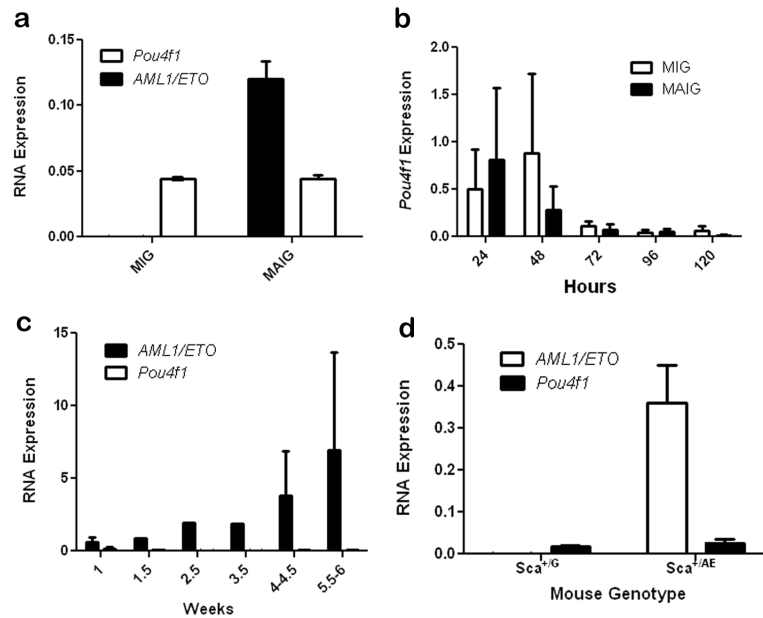 a
Pou4f1
AML1/ETO
RNA Expression
0.15
0.10
0.05
0.00
MIG
MAIG
b
MIG
MAIG
Pou4f1 Expression
2.0
1.5
1.0
0.5
0.0
24
48
72
96
120
Hours
c
AML1/ETO
Pou4f1
RNA Expression
15
10
5
0
1
1.5
2.5
3.5
4-4.5
5.5-6
Weeks
d
AML1/ETO
Pou4f1
RNA Expression
0.5
0.4
0.3
0.2
0.1
0.0
Sca+/G
Sca+/AE
Mouse Genotype